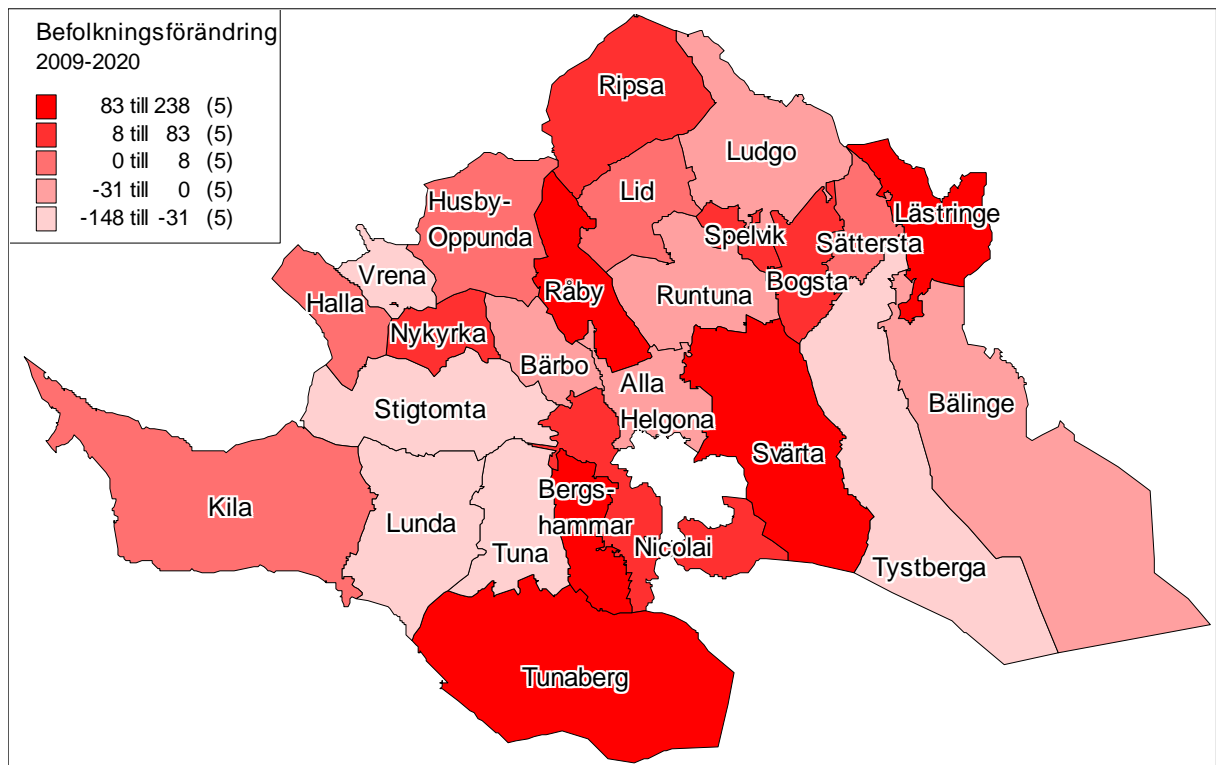 Befolkningsförändring
2009-2020
83 till 238 (5)
8 till 83 (5)
0 till 8 (5)
-31 till 0 (5)
-148 till -31 (5)
Ripsa
Ludgo
Lid
Husby-
Oppunda
Lästringe
Spelvik
Sättersta
Vrena
Bogsta
Råby
Runtuna
Halla
Nykyrka
Bärbo
Alla
Helgona
Stigtomta
Bälinge
Svärta
Kila
Bergs-
hammar
Lunda
Tuna
Nicolai
Tystberga
Tunaberg